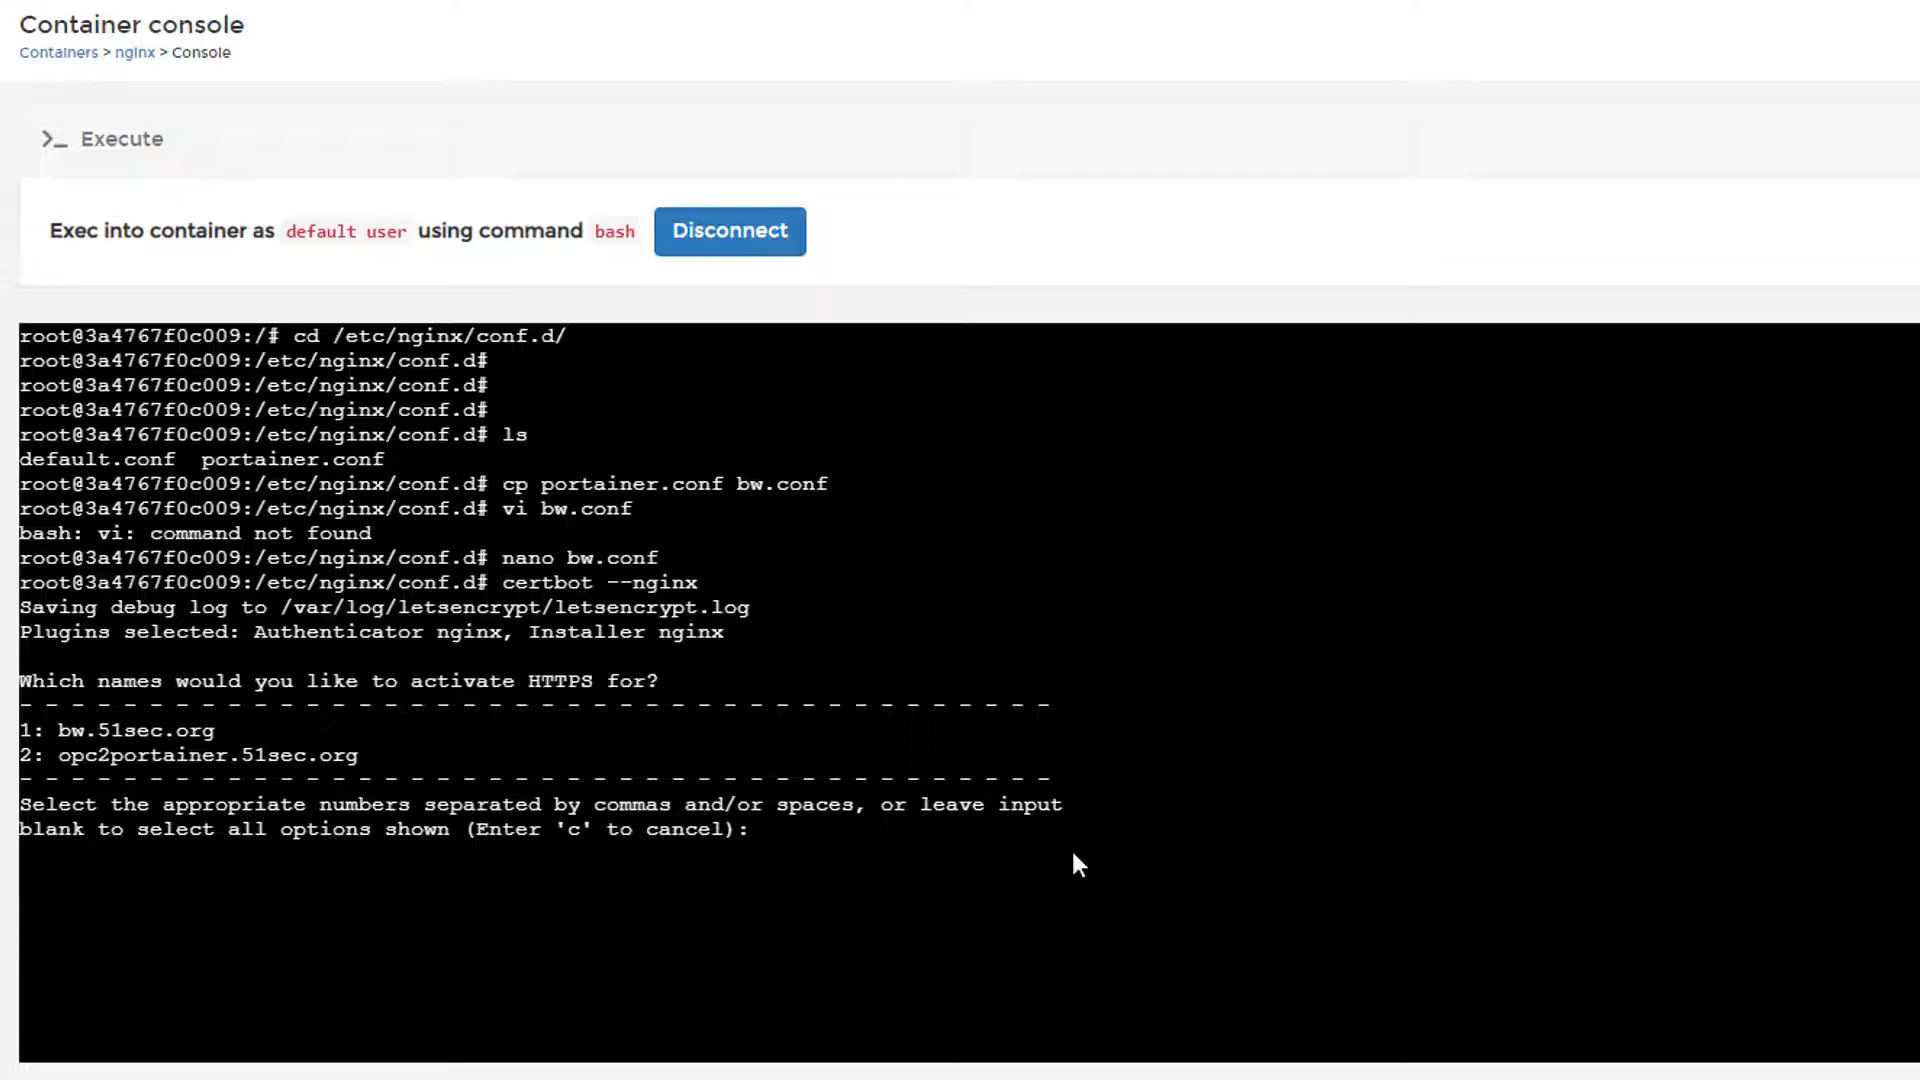 Container console
Containers > nginx > Console
>_ Execute
Exec into container as default user using command bash Disconnect
root@3a4767f0c009:/# cd /etc/nginx/conf.d/
root@3a4767f0c009:/etc/nginx/conf.d#
root@3a4767f0c009:/etc/nginx/conf.d#
root@3a4767f0c009:/etc/nginx/conf.d#
root@3a4767f0c009:/etc/nginx/conf.d# ls
default.conf  portainer.conf
root@3a4767f0c009:/etc/nginx/conf.d# cp portainer.conf bw.conf
root@3a4767f0c009:/etc/nginx/conf.d# vi bw.conf
bash: vi: command not found
root@3a4767f0c009:/etc/nginx/conf.d# nano bw.conf
root@3a4767f0c009:/etc/nginx/conf.d# certbot --nginx
Saving debug log to /var/log/letsencrypt/letsencrypt.log
Plugins selected: Authenticator nginx, Installer nginx
Which names would you like to activate HTTPS for?
- - - - - - - - - - - - - - - - - - - - - - - - - - - - - - - - - - - - - - - -
1: bw.51sec.org
2: opc2portainer.51sec.org
- - - - - - - - - - - - - - - - - - - - - - - - - - - - - - - - - - - - - - - -
Select the appropriate numbers separated by commas and/or spaces, or leave input
blank to select all options shown (Enter 'c' to cancel):